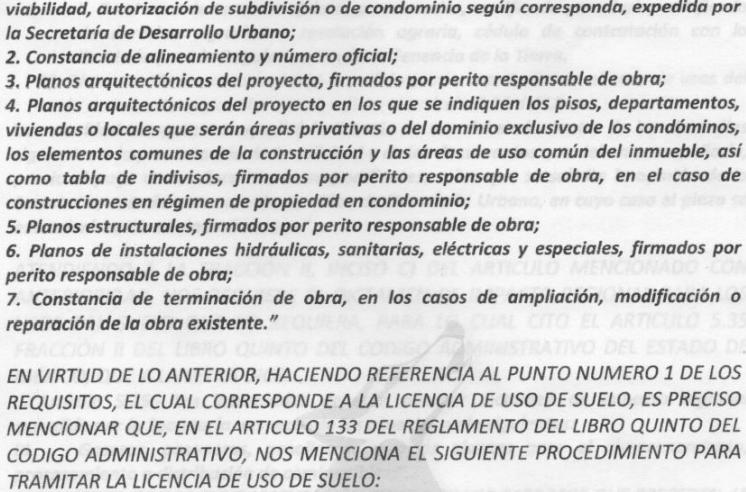 viabilidad, autorización de subdivisión o de condominio según corresponda, expedida por
la Secretaría de Desarrollo Urbano;
2. Constancia de alineamiento y número oficial;
3. Planos arquitectónicos del proyecto, firmados por perito responsable de obra;
4. Planos arquitectónicos del proyecto en los que se indiquen los pisos, departamentos,
viviendas o locales que serán áreas privativas o del dominio exclusivo de los condóminos,
los elementos comunes de la construcción y las áreas de uso común del inmueble, así
como tabla de indivisos, firmados por perito responsable de obra, en el caso de
construcciones en régimen de propiedad en condominio;
5. Planos estructurales, firmados por perito responsable de obra;
6. Planos de instalaciones hidráulicas, sanitarias, eléctricas y especiales, firmados por
perito responsable de obra;
7. Constancia de terminación de obra, en los casos de ampliación, modificación o
reparación de la obra existente.”
EN VIRTUD DE LO ANTERIOR, HACIENDO REFERENCIA AL PUNTO NUMERO 1 DE LOS
REQUISITOS, EL CUAL CORRESPONDE A LA LICENCIA DE USO DE SUELO, ES PRECISO
MENCIONAR QUE, EN EL ARTICULO 133 DEL REGLAMENTO DEL LIBRO QUINTO DEL
CÓDIGO ADMINISTRATIVO, NOS MENCIONA EL SIGUIENTE PROCEDIMIENTO PARA
TRAMITAR LA LICENCIA DE USO DE SUELO: